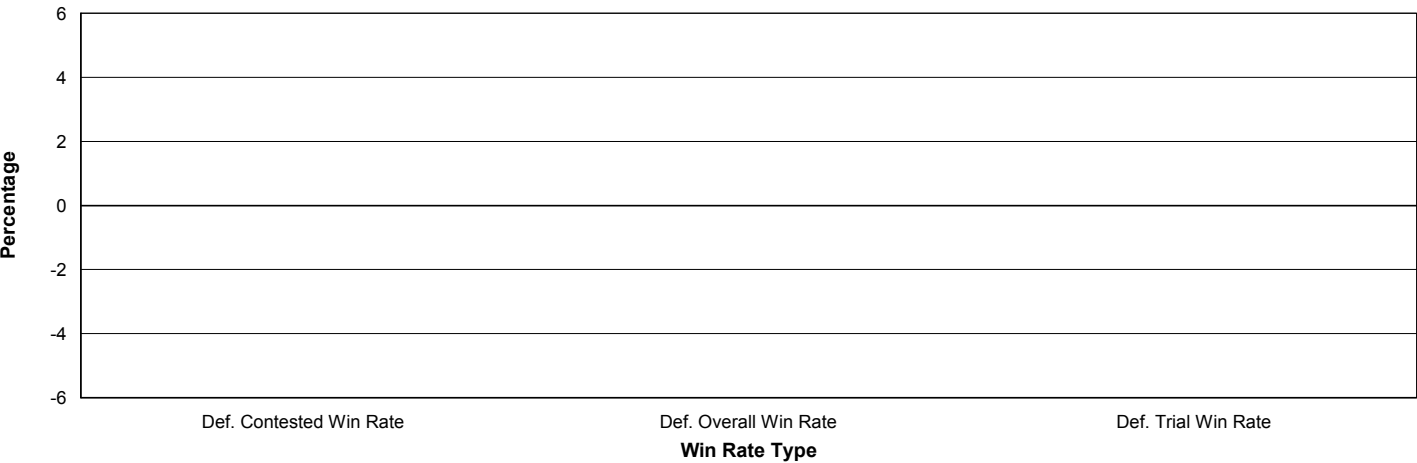 6
4
2
0
-2
-4
-6
Percentage
Def. Contested Win Rate
Def. Overall Win Rate
Def. Trial Win Rate
Win Rate Type